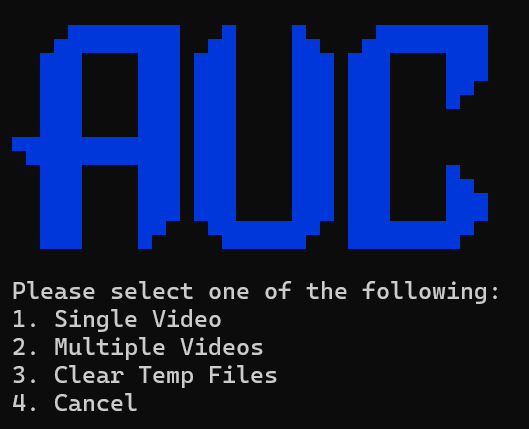 AUC
Please select one of the following:
1. Single Video
2. Multiple Videos
3. Clear Temp Files
4. Cancel